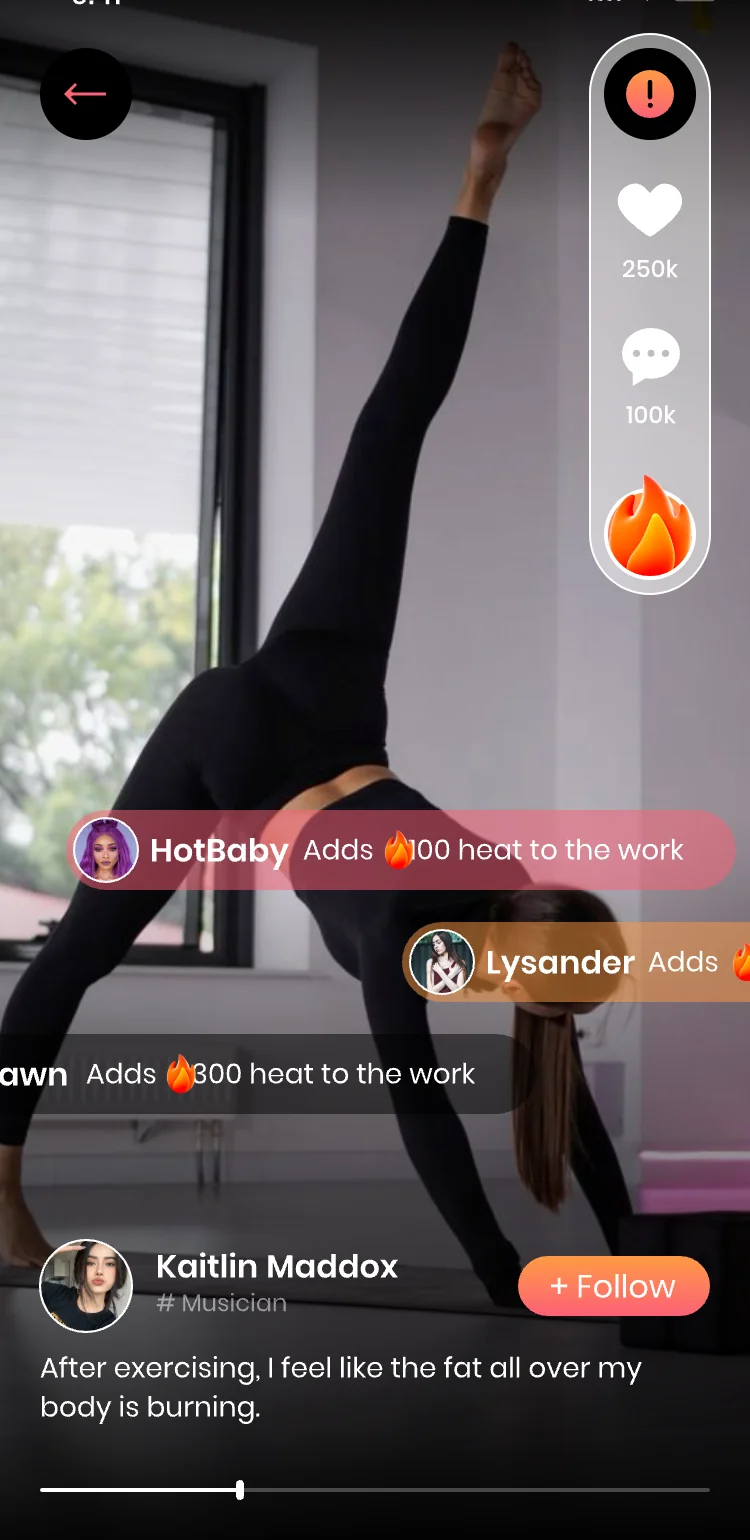 250k
100k
HotBaby Adds 100 heat to the work
Lysander Adds
awn Adds 300 heat to the work
Kaitlin Maddox
# Musician
+ Follow
After exercising, I feel like the fat all over my
body is burning.